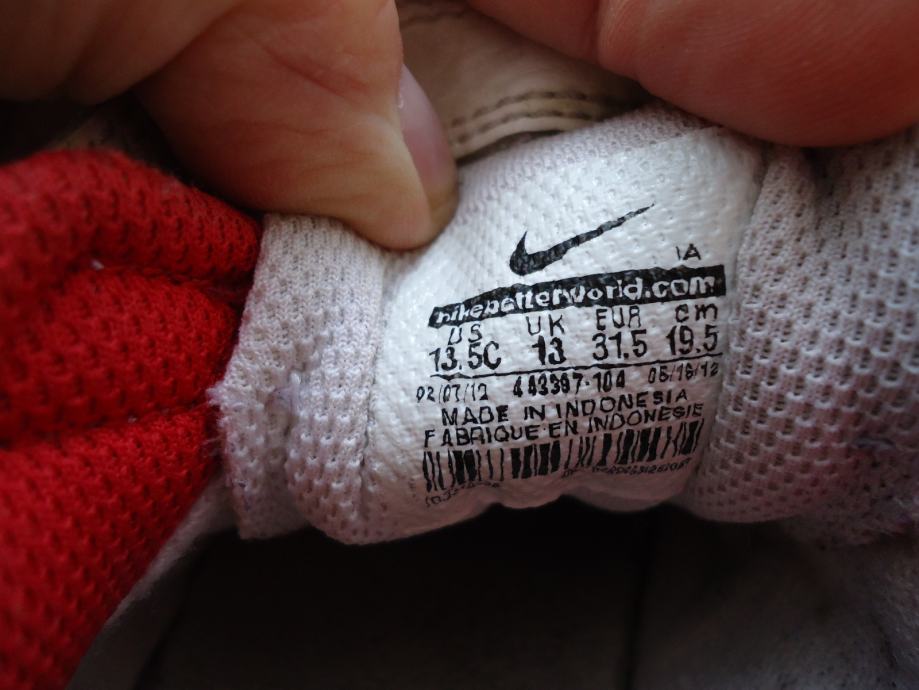 IA
nikebetterworld.com
US UK EUR cm
13.5C 13 31.5 19.5
02/07/12 443397-104 05/16/12
MADE IN INDONESIA
FABRIQUE EN INDONESIE